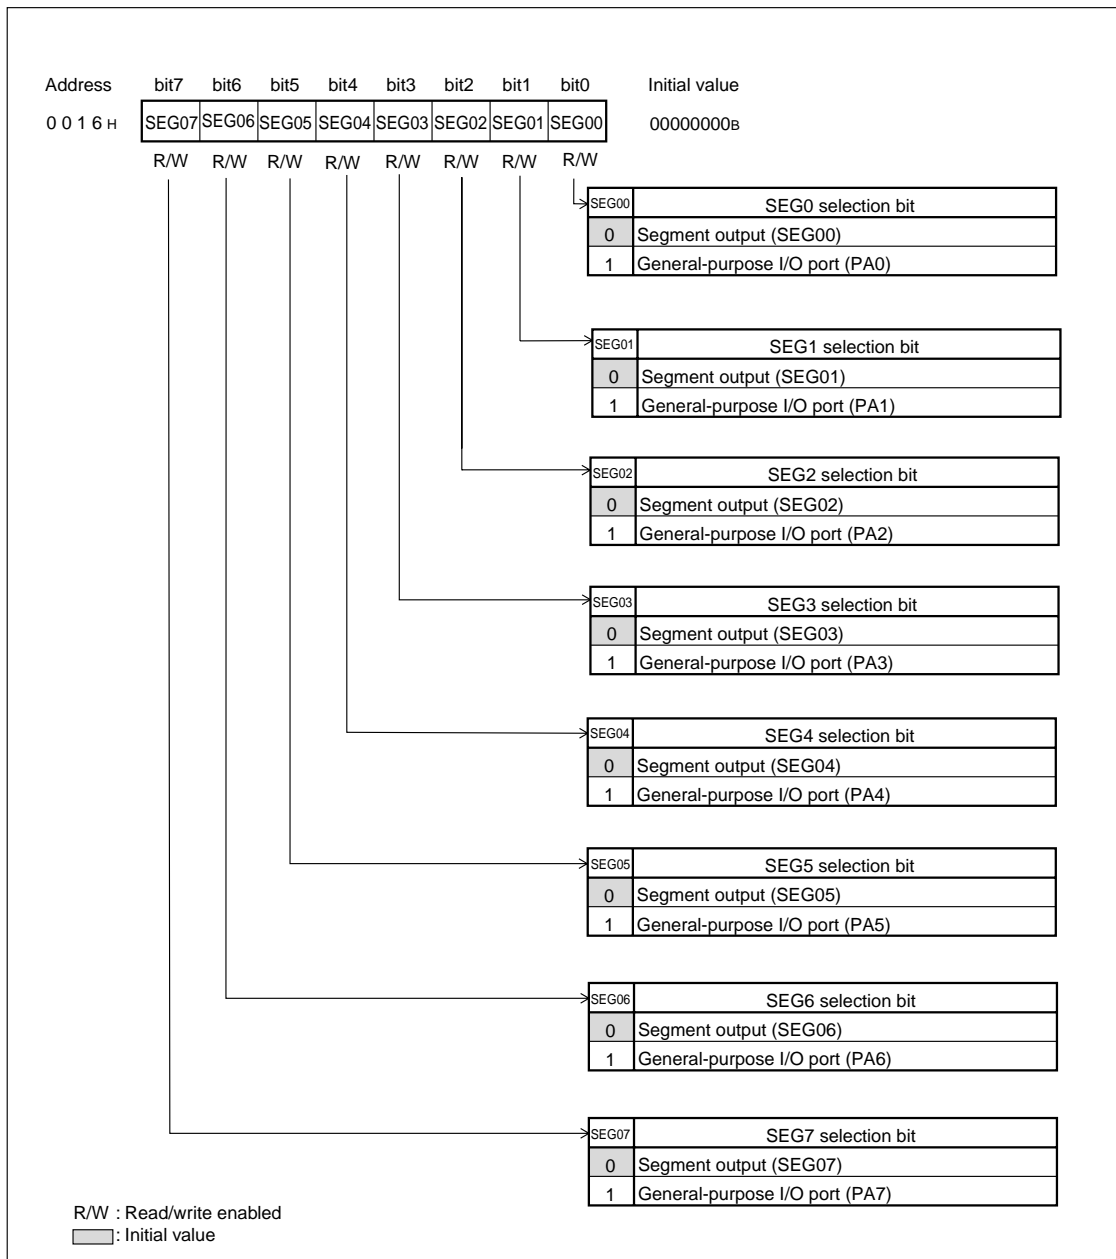 Address bit7 bit6 bit5 bit4 bit3 bit2 bit1 bit0 Initial value
0 0 1 6 H SEG07 SEG06 SEG05 SEG04 SEG03 SEG02 SEG01 SEG00 00000000B
R/W R/W R/W R/W R/W R/W R/W R/W
SEG00 SEG0 selection bit
0 Segment output (SEG00)
1 General-purpose I/O port (PA0)
SEG01 SEG1 selection bit
0 Segment output (SEG01)
1 General-purpose I/O port (PA1)
SEG02 SEG2 selection bit
0 Segment output (SEG02)
1 General-purpose I/O port (PA2)
SEG03 SEG3 selection bit
0 Segment output (SEG03)
1 General-purpose I/O port (PA3)
SEG04 SEG4 selection bit
0 Segment output (SEG04)
1 General-purpose I/O port (PA4)
SEG05 SEG5 selection bit
0 Segment output (SEG05)
1 General-purpose I/O port (PA5)
SEG06 SEG6 selection bit
0 Segment output (SEG06)
1 General-purpose I/O port (PA6)
SEG07 SEG7 selection bit
0 Segment output (SEG07)
1 General-purpose I/O port (PA7)
R/W : Read/write enabled
: Initial value